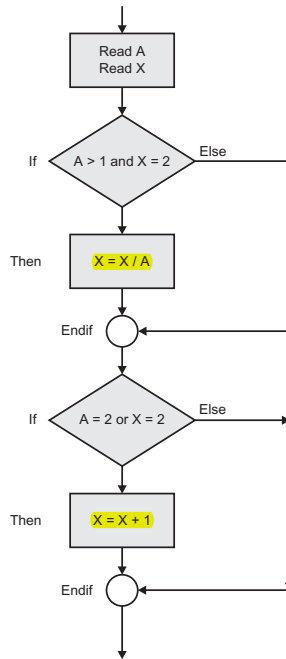 Read A
Read X
If
A > 1 and X = 2
Else
Then
X = X / A
Endif
If
A = 2 or X = 2
Else
Then
X = X + 1
Endif